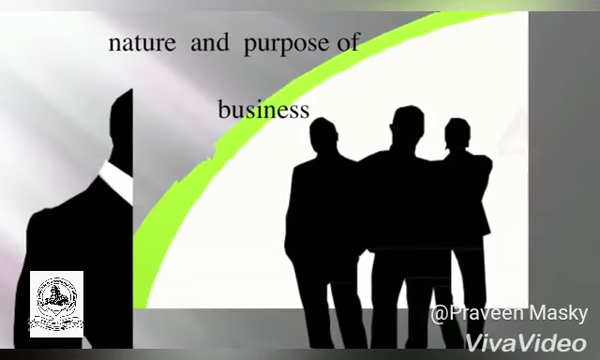 nature and purpose of
business
@Praveen Masky
VivaVideo